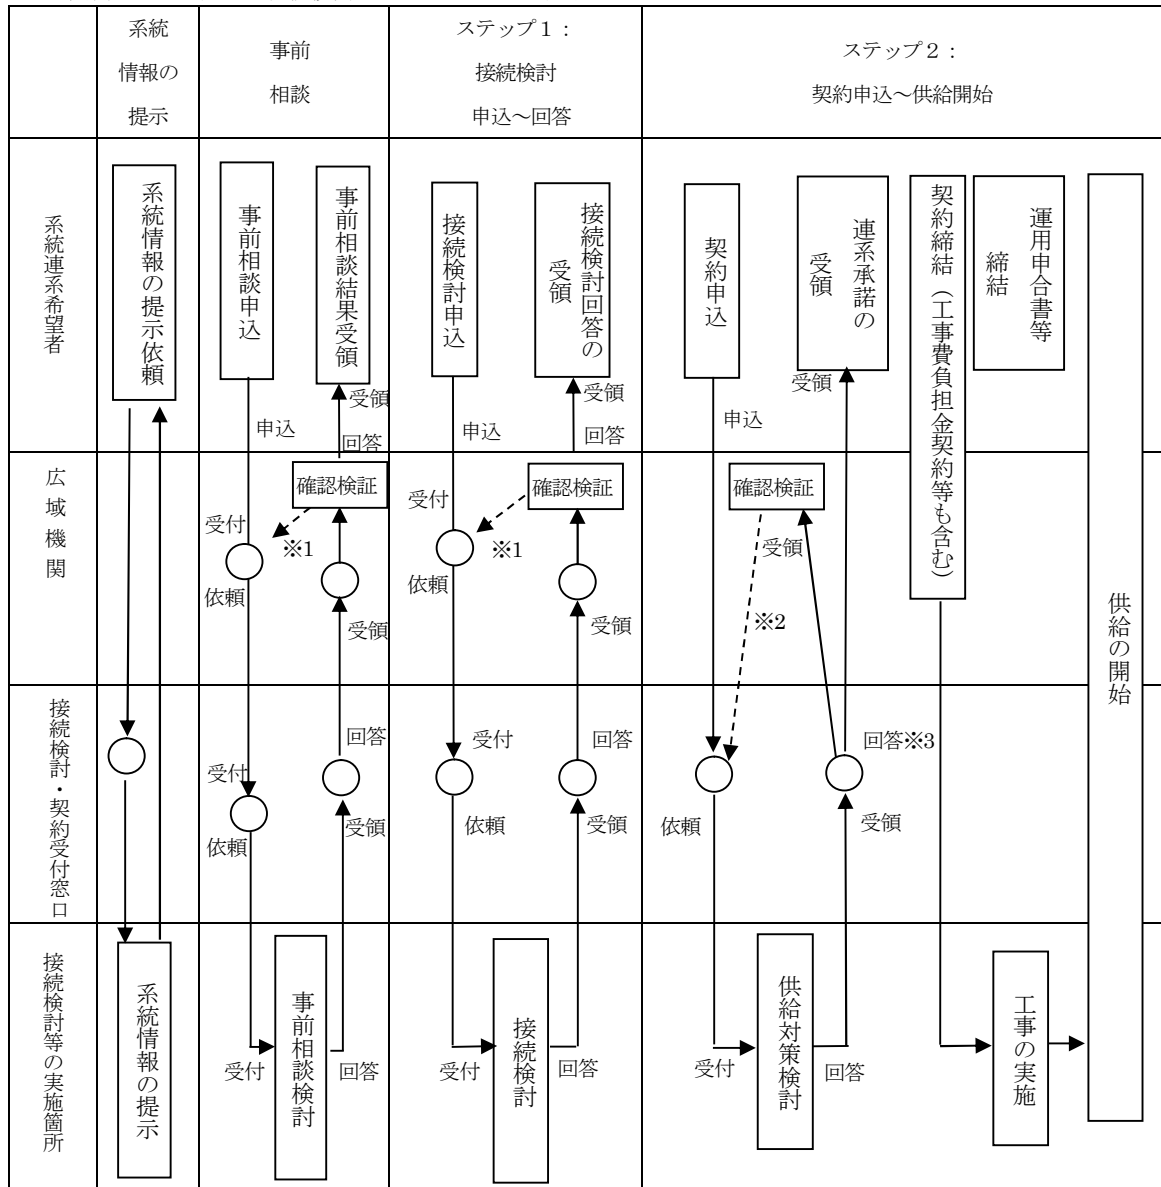 系統
情報の
提示
事前
相談
ステップ1:
接続検討
申込~回答
ステップ2:
契約申込~供給開始
系統連系希望者
系統情報の提示依頼
事前相談申込
事前相談結果受領
接続検討申込
接続検討回答の
受領
契約申込
連系承諾の
受領
契約締結(工事費負担金契約等も含む)
運用申合書等
締結
供給の開始
申込
受領
回答
申込
受領
回答
申込
受領
広域機関
受付
依頼
確認検証
※1
受領
受付
依頼
確認検証
※1
受領
確認検証
受領
※2
接続検討・契約受付窓口
受付
依頼
回答
受領
受付
依頼
回答
受領
依頼
回答※3
受領
接続検討等の実施箇所
系統情報の提示
受付
事前相談検討
回答
受付
接続検討
回答
受付
供給対策検討
回答
工事の実施